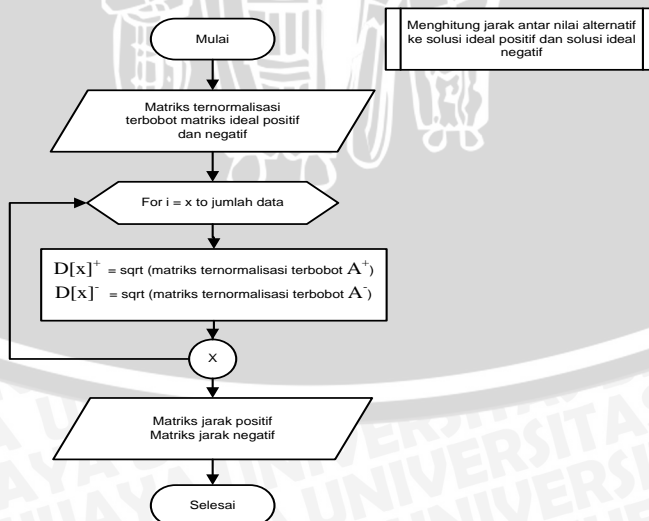 Mulai
Menghitung jarak antar nilai alternatif
ke solusi ideal positif dan solusi ideal
negatif
Matriks ternormalisasi
terbobot matriks ideal positif
dan negatif
For i = x to jumlah data
D[x]⁺ = sqrt (matriks ternormalisasi terbobot A⁺)
D[x]⁻ = sqrt (matriks ternormalisasi terbobot A⁻)
X
Matriks jarak positif
Matriks jarak negatif
Selesai